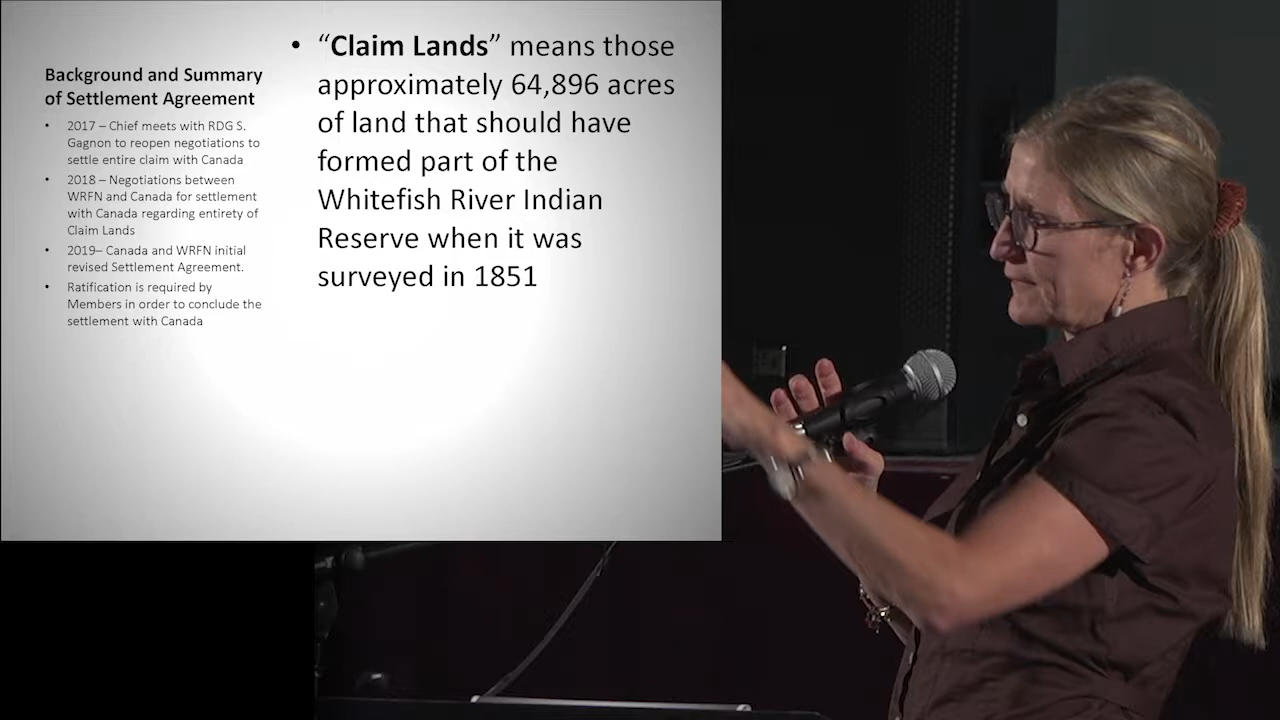 Background and Summary
of Settlement Agreement
• 2017 – Chief meets with RDG S.
Gagnon to reopen negotiations to
settle entire claim with Canada
• 2018 – Negotiations between
WRFN and Canada for settlement
with Canada regarding entirety of
Claim Lands
• 2019– Canada and WRFN initial
revised Settlement Agreement.
• Ratification is required by
Members in order to conclude the
settlement with Canada
• “Claim Lands” means those
approximately 64,896 acres
of land that should have
formed part of the
Whitefish River Indian
Reserve when it was
surveyed in 1851